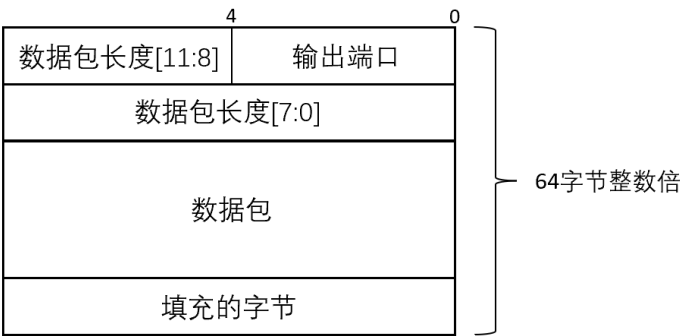 4 0
数据包长度[11:8] 输出端口
数据包长度[7:0]
数据包
64字节整数倍
填充的字节